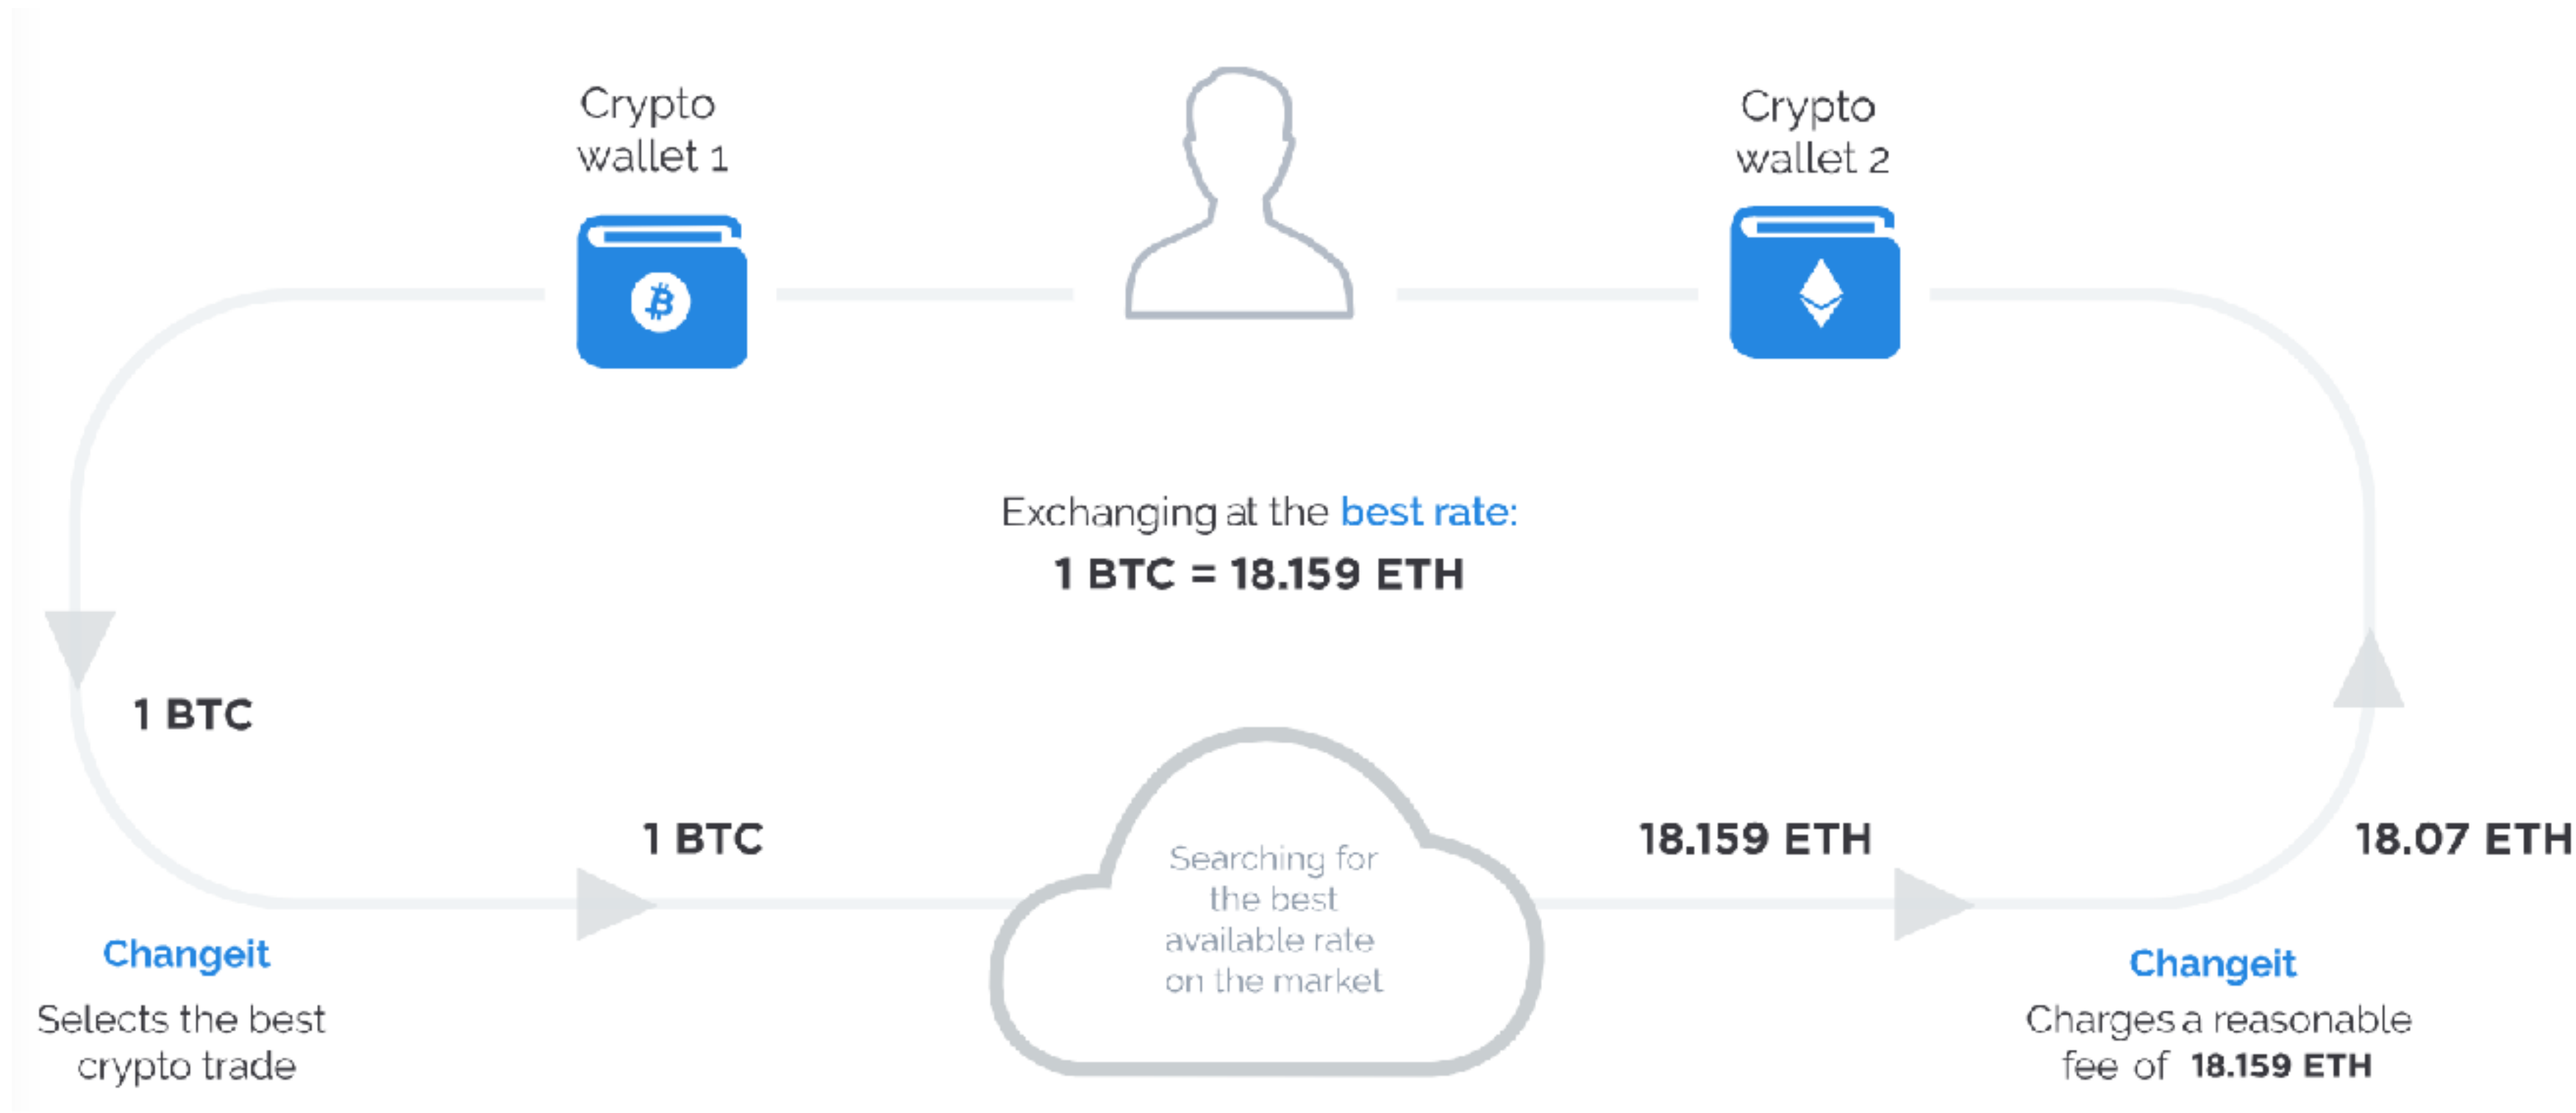 Crypto
wallet 1
Crypto
wallet 2
Exchanging at the best rate:
1 BTC = 18.159 ETH
1 BTC
1 BTC
Searching for
the best
available rate
on the market
18.159 ETH
18.07 ETH
Changeit
Selects the best
crypto trade
Changeit
Charges a reasonable
fee of 18.159 ETH